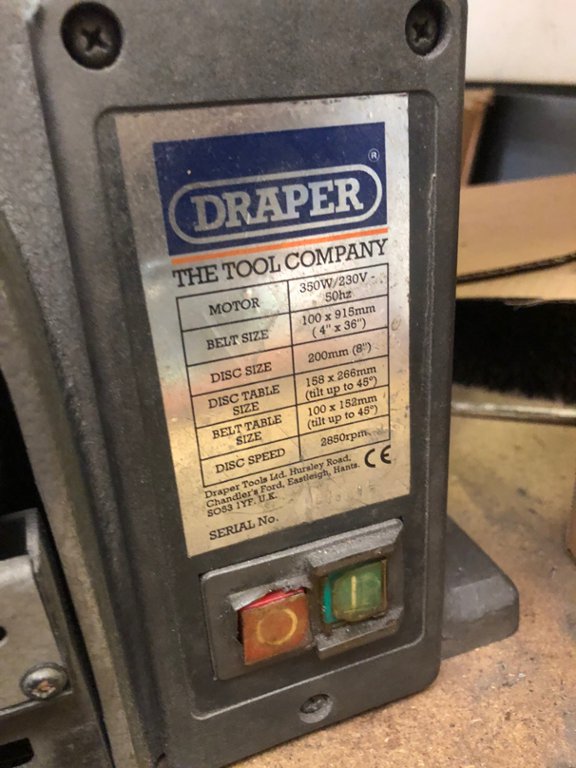 DRAPER ®
THE TOOL COMPANY
MOTOR 350W/230V~
50hz
BELT SIZE 100 x 915mm
(4" x 36")
DISC SIZE 200mm (8")
DISC TABLE
SIZE 158 x 266mm
(tilt up to 45°)
BELT TABLE
SIZE 100 x 152mm
(tilt up to 45°)
DISC SPEED 2850rpm
Draper Tools Ltd. Hursley Road,
Chandler's Ford, Eastleigh, Hants.
SO53 1YF. U.K. CE
SERIAL No.
O I